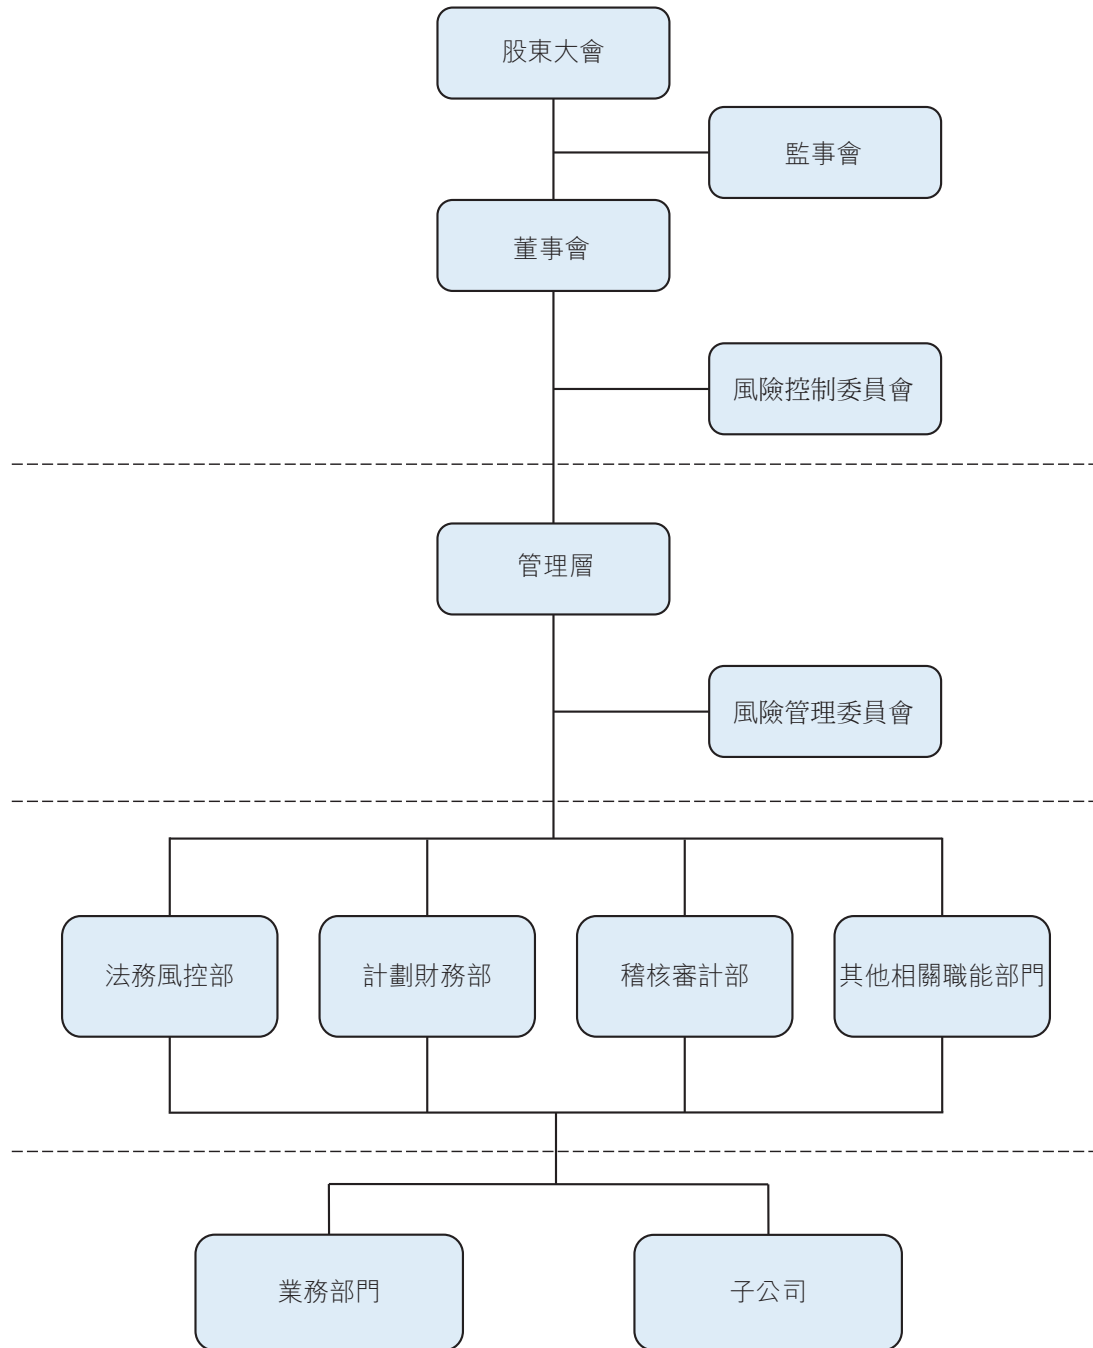 股東大會
監事會
董事會
風險控制委員會
管理層
風險管理委員會
法務風控部
計劃財務部
稽核審計部
其他相關職能部門
業務部門
子公司